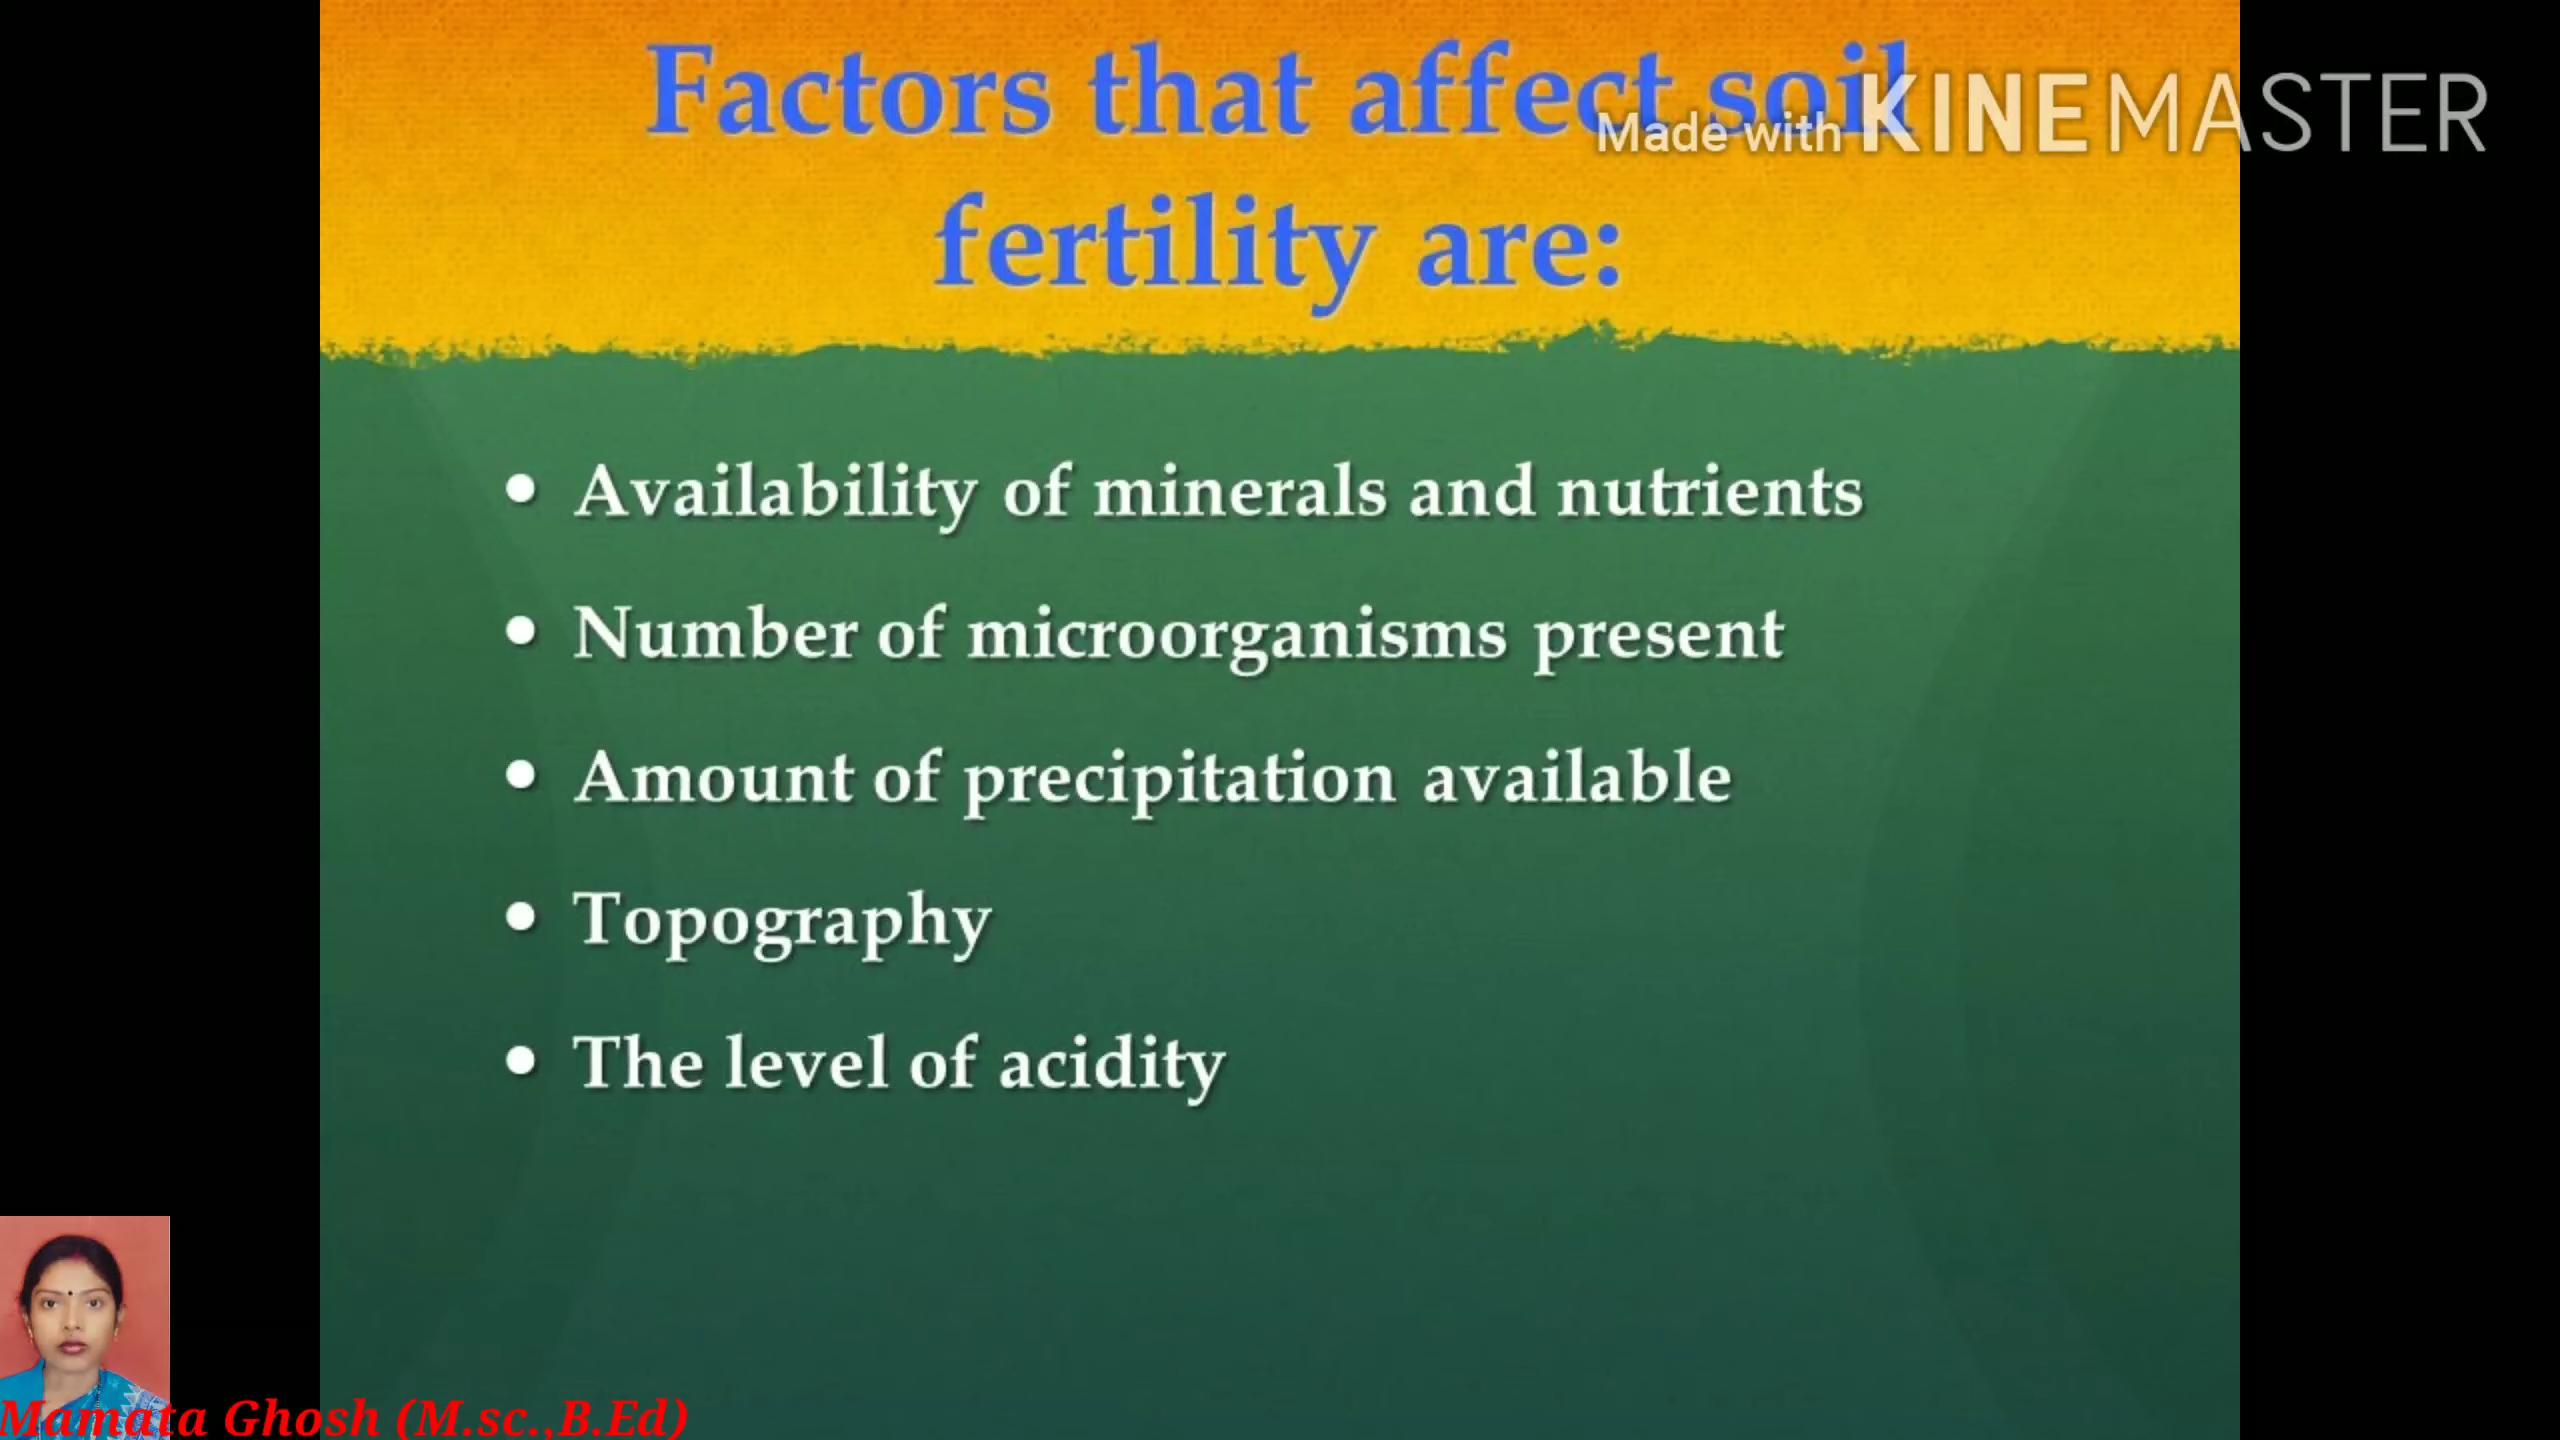 Factors that affect soil
Made with KINEMASTER
fertility are:
• Availability of minerals and nutrients
• Number of microorganisms present
• Amount of precipitation available
• Topography
• The level of acidity
Mamata Ghosh (M.sc.,B.Ed)